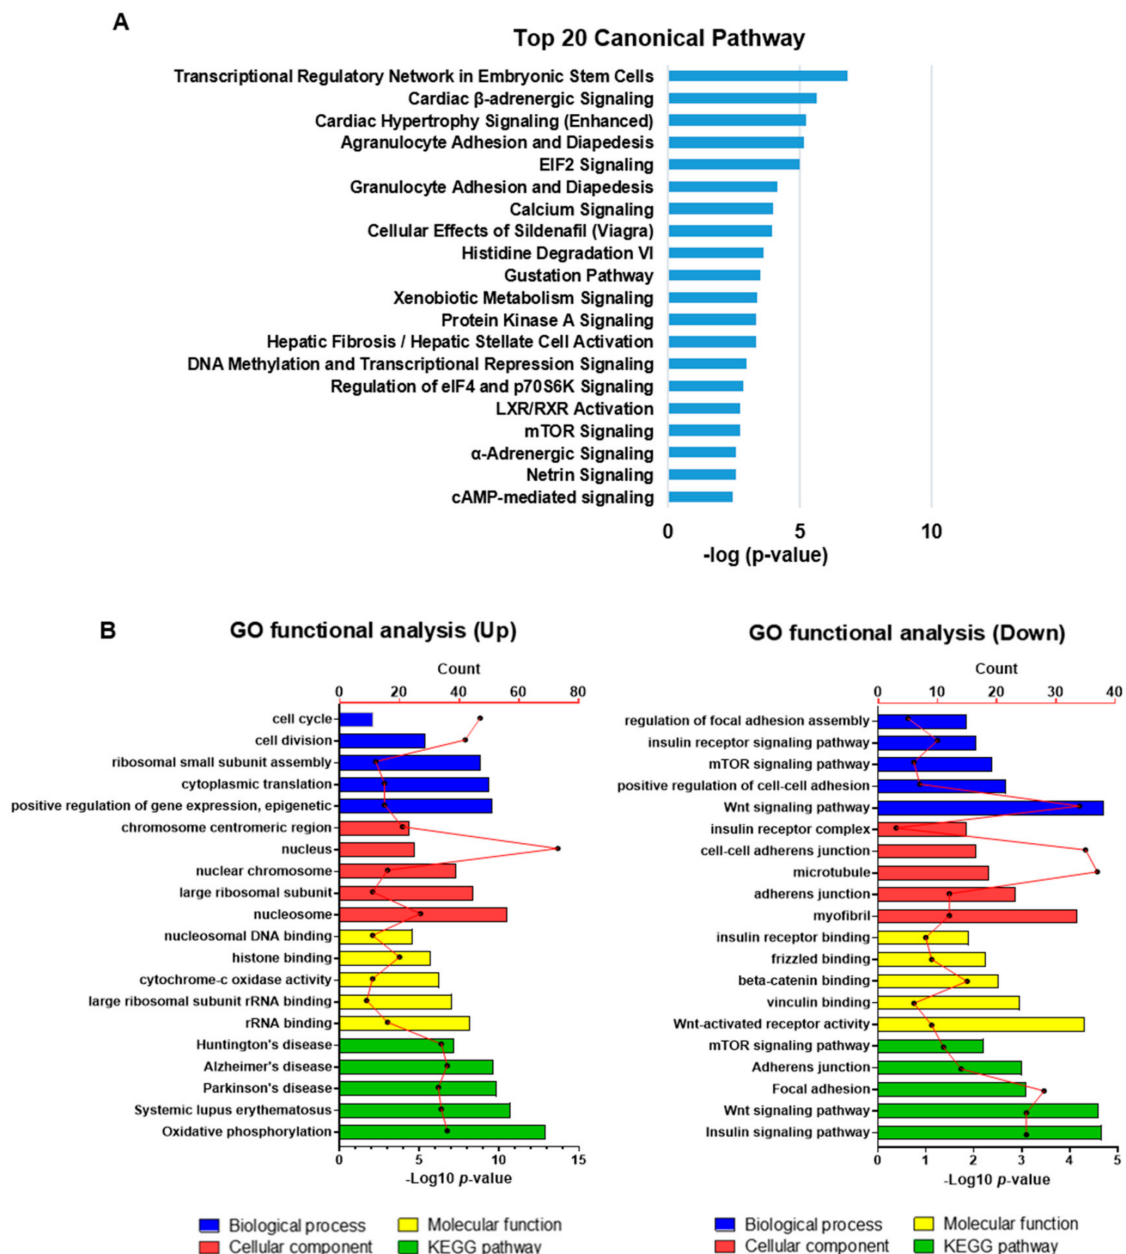 A
Top 20 Canonical Pathway
Transcriptional Regulatory Network in Embryonic Stem Cells
Cardiac β-adrenergic Signaling
Cardiac Hypertrophy Signaling (Enhanced)
Agranulocyte Adhesion and Diapedesis
EIF2 Signaling
Granulocyte Adhesion and Diapedesis
Calcium Signaling
Cellular Effects of Sildenafil (Viagra)
Histidine Degradation VI
Gustation Pathway
Xenobiotic Metabolism Signaling
Protein Kinase A Signaling
Hepatic Fibrosis / Hepatic Stellate Cell Activation
DNA Methylation and Transcriptional Repression Signaling
Regulation of eIF4 and p70S6K Signaling
LXR/RXR Activation
mTOR Signaling
α-Adrenergic Signaling
Netrin Signaling
cAMP-mediated signaling
0 5 10
-log (p-value)
B
GO functional analysis (Up)
Count
0 20 40 60 80
cell cycle
cell division
ribosomal small subunit assembly
cytoplasmic translation
positive regulation of gene expression, epigenetic
chromosome centromeric region
nucleus
nuclear chromosome
large ribosomal subunit
nucleosome
nucleosomal DNA binding
histone binding
cytochrome-c oxidase activity
large ribosomal subunit rRNA binding
rRNA binding
Huntington's disease
Alzheimer's disease
Parkinson's disease
Systemic lupus erythematosus
Oxidative phosphorylation
0 5 10 15
-Log10 p-value
Biological process
Molecular function
Cellular component
KEGG pathway
GO functional analysis (Down)
Count
0 10 20 30 40
regulation of focal adhesion assembly
insulin receptor signaling pathway
mTOR signaling pathway
positive regulation of cell-cell adhesion
Wnt signaling pathway
insulin receptor complex
cell-cell adherens junction
microtubule
adherens junction
myofibril
insulin receptor binding
frizzled binding
beta-catenin binding
vinculin binding
Wnt-activated receptor activity
mTOR signaling pathway
Adherens junction
Focal adhesion
Wnt signaling pathway
Insulin signaling pathway
0 1 2 3 4 5
-Log10 p-value
Biological process
Molecular function
Cellular component
KEGG pathway